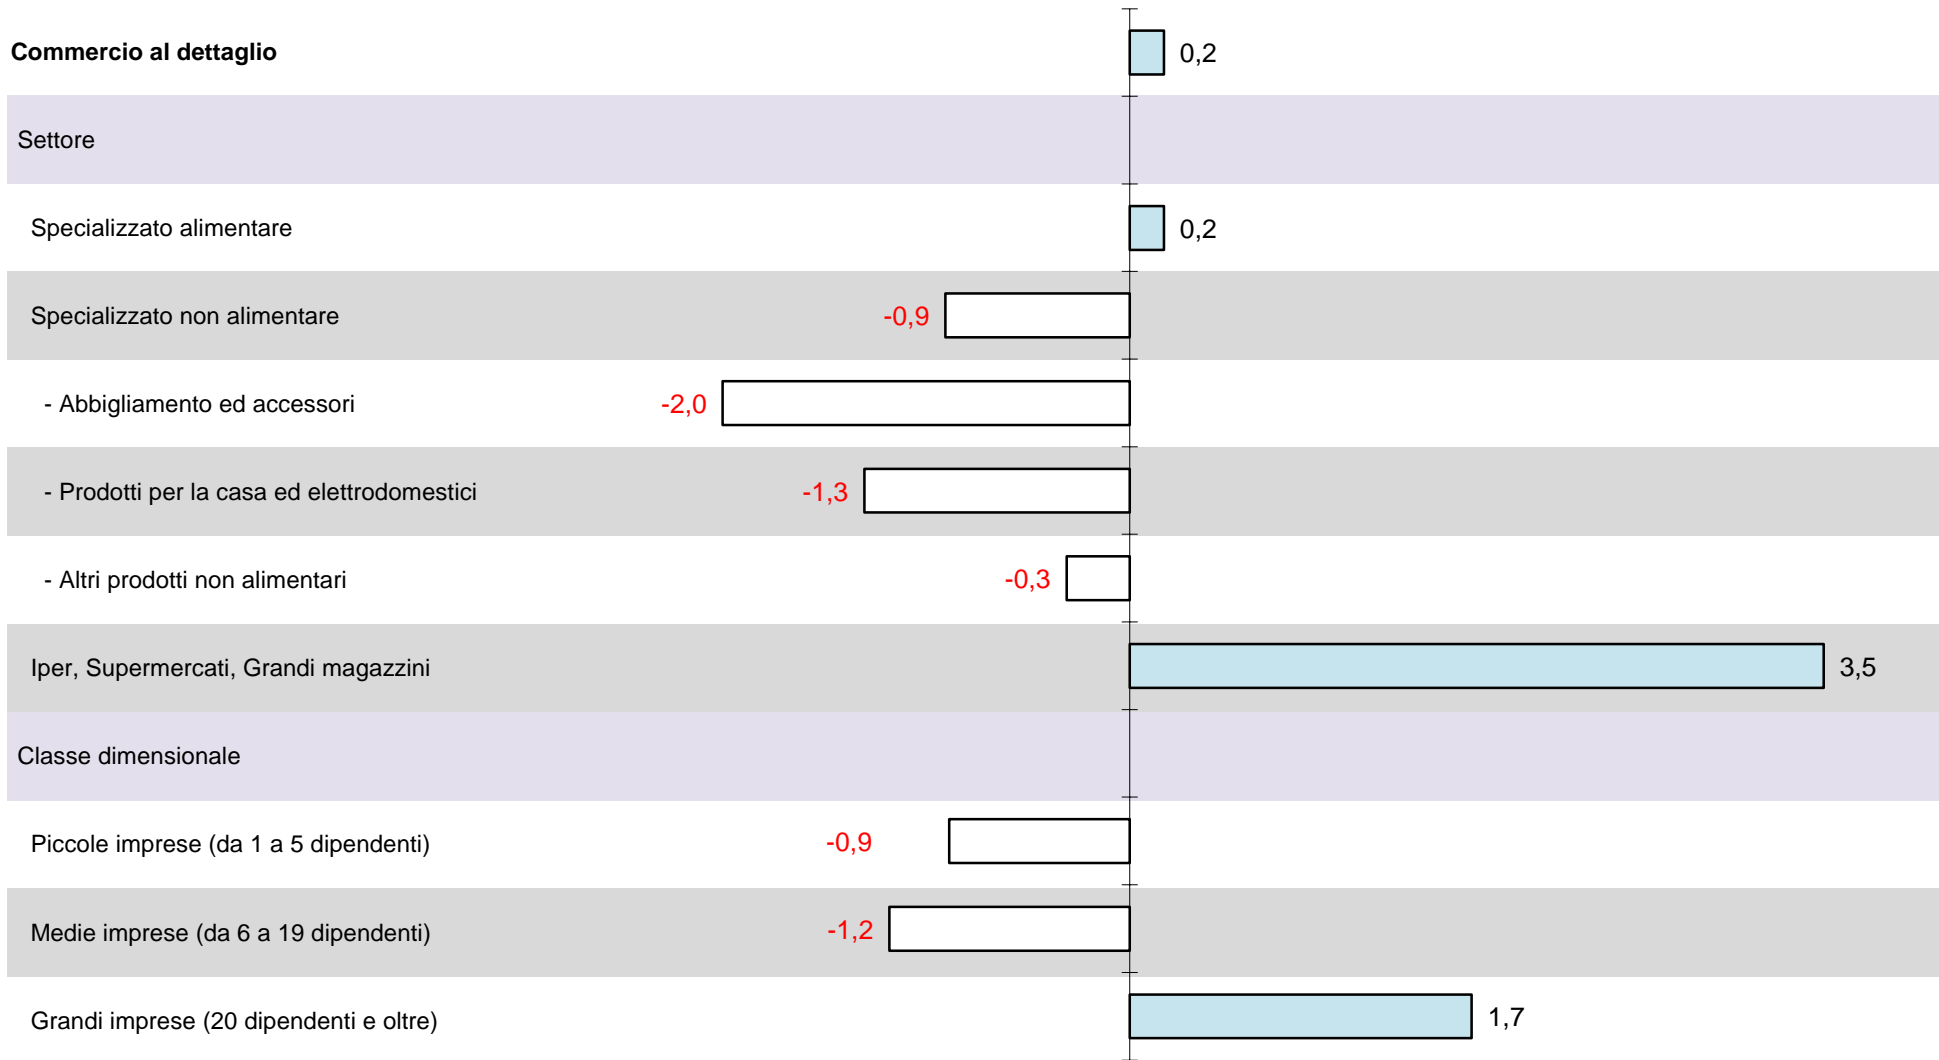 Commercio al dettaglio 0,2
Settore
Specializzato alimentare 0,2
Specializzato non alimentare -0,9
- Abbigliamento ed accessori -2,0
- Prodotti per la casa ed elettrodomestici -1,3
- Altri prodotti non alimentari -0,3
Iper, Supermercati, Grandi magazzini 3,5
Classe dimensionale
Piccole imprese (da 1 a 5 dipendenti) -0,9
Medie imprese (da 6 a 19 dipendenti) -1,2
Grandi imprese (20 dipendenti e oltre) 1,7